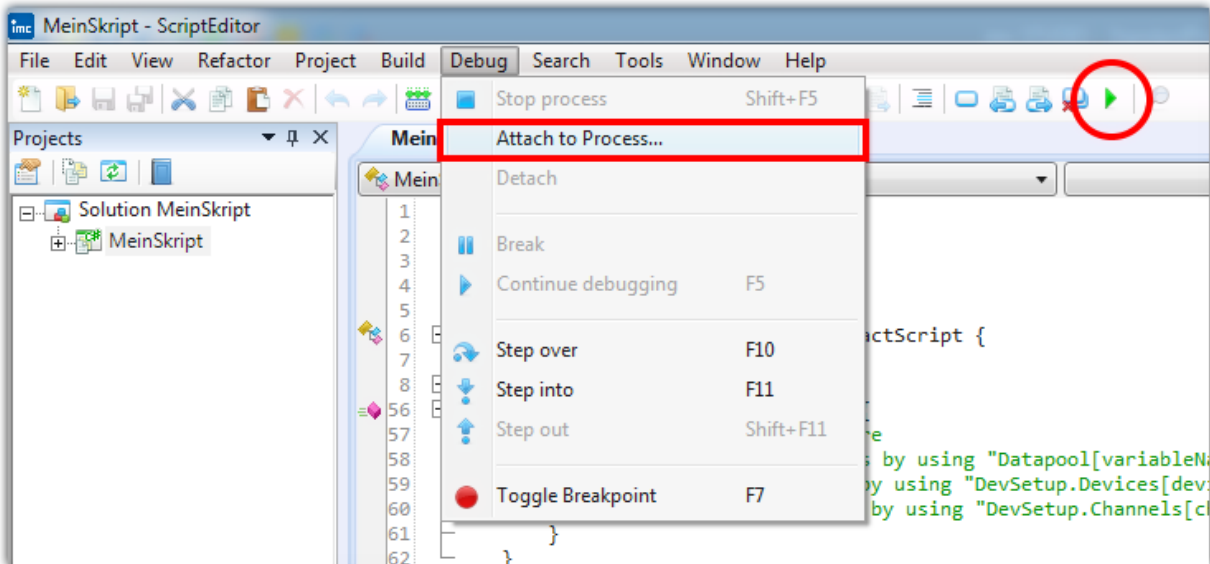 imc MeinSkript - ScriptEditor
File Edit View Refactor Project Build Debug Search Tools Window Help
Stop process Shift+F5
Projects
Mein
Attach to Process...
Mein
Detach
Solution MeinSkript
MeinSkript
1
2
Break
3
4
Continue debugging F5
5
6 actScript {
7
Step over F10
8
Step into F11
56
57
Step out Shift+F11
58 by using "Datapool[variableNa
59 by using "DevSetup.Devices[dev
Toggle Breakpoint F7
60 by using "DevSetup.Channels[c
61 }
62 }